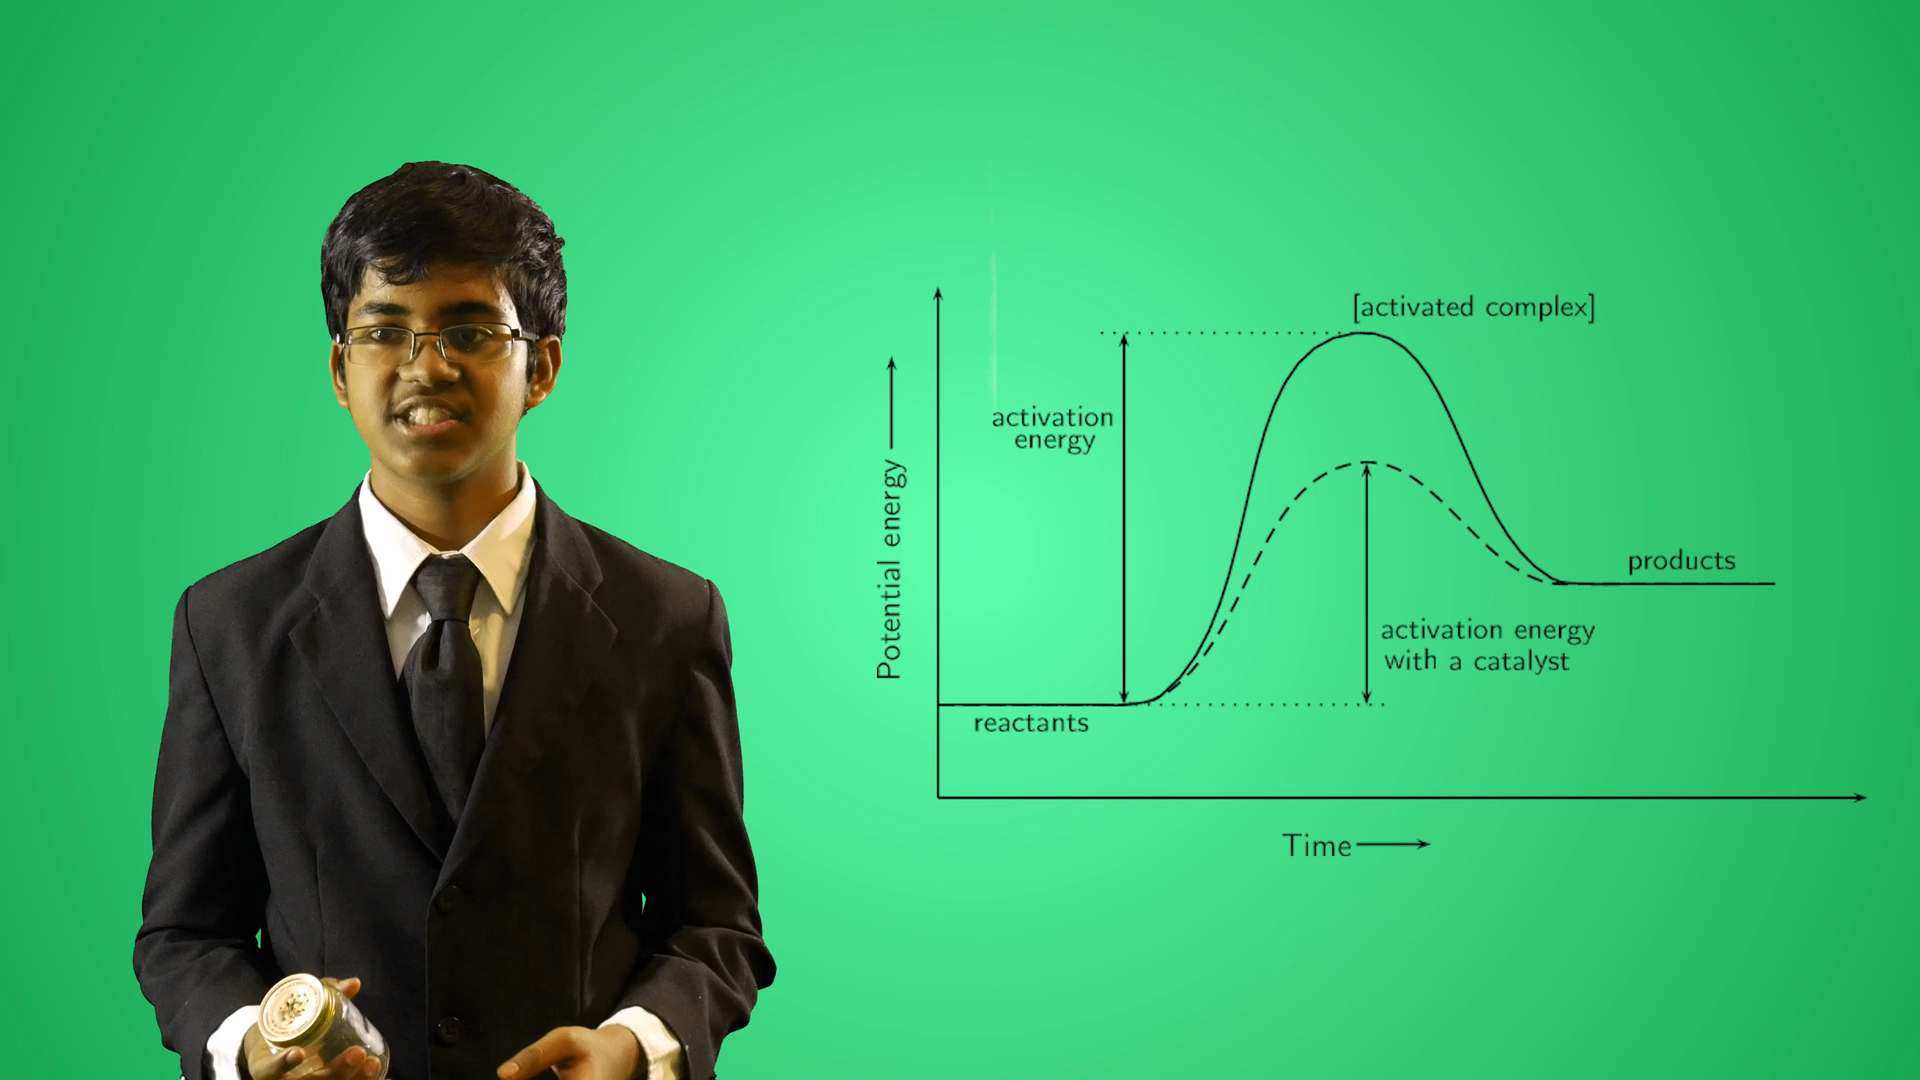 [activated complex]
activation
energy
Potential energy
products
activation energy
with a catalyst
reactants
Time